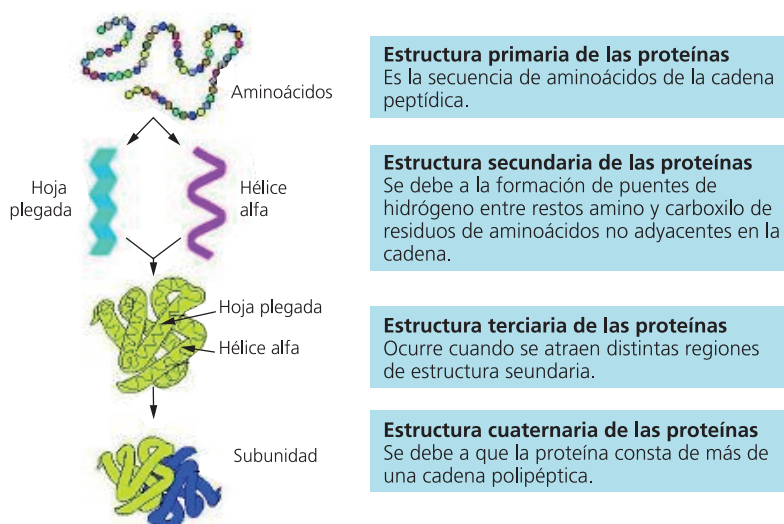 Aminoácidos
Estructura primaria de las proteínas
Es la secuencia de aminoácidos de la cadena
peptídica.
Hoja
plegada
Hélice
alfa
Estructura secundaria de las proteínas
Se debe a la formación de puentes de
hidrógeno entre restos amino y carboxilo de
residuos de aminoácidos no adyacentes en la
cadena.
Hoja plegada
Hélice alfa
Estructura terciaria de las proteínas
Ocurre cuando se atraen distintas regiones
de estructura seundaria.
Subunidad
Estructura cuaternaria de las proteínas
Se debe a que la proteína consta de más de
una cadena polipéptica.